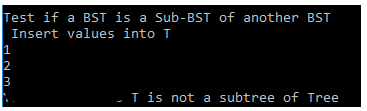 Test if a BST is a Sub-BST of another BST
Insert values into T
1
2
3
T is not a subtree of Tree